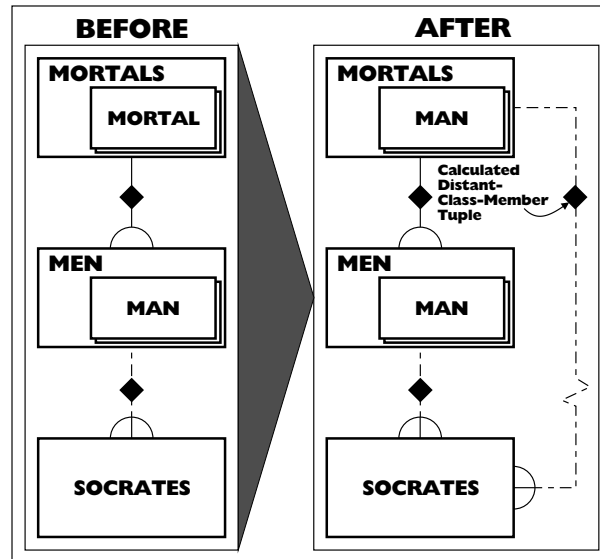 BEFORE
MORTALS
MORTAL
MEN
MAN
SOCRATES
AFTER
MORTALS
MAN
Calculated
Distant-
Class-Member
Tuple
MEN
MAN
SOCRATES